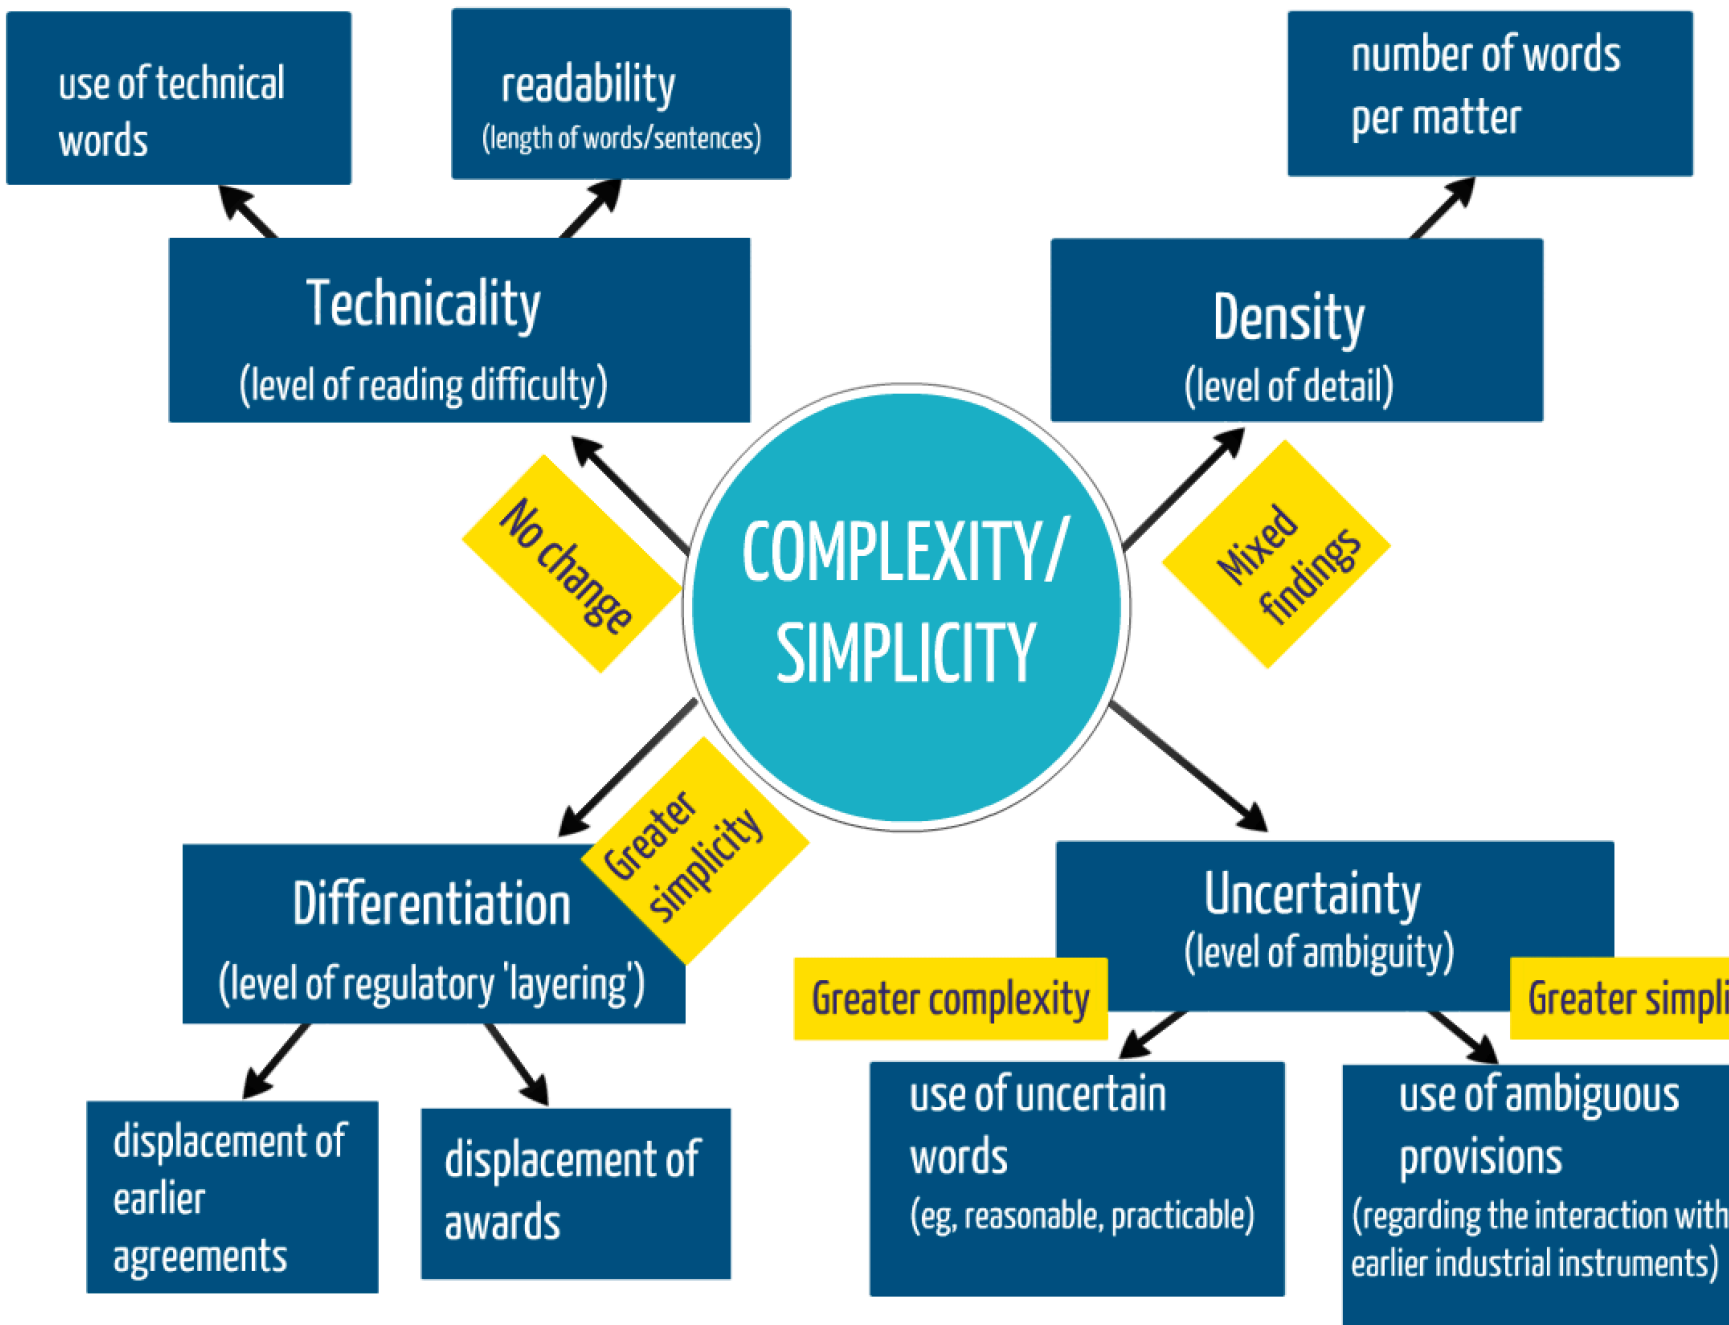 use of technical
words
readability
(length of words/sentences)
number of words
per matter
Technicality
(level of reading difficulty)
Density
(level of detail)
No change
Mixed
findings
COMPLEXITY/
SIMPLICITY
Greater
simplicity
Differentiation
(level of regulatory 'layering')
Uncertainty
(level of ambiguity)
Greater complexity
Greater simpli
displacement of
earlier
agreements
displacement of
awards
use of uncertain
words
(eg, reasonable, practicable)
use of ambiguous
provisions
(regarding the interaction with
earlier industrial instruments)